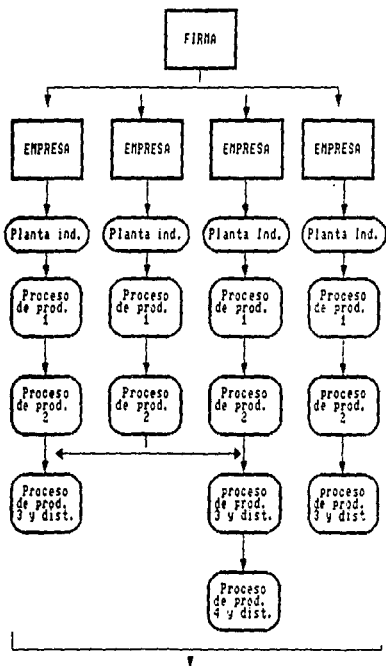 FIRMA
EMPRESA EMPRESA EMPRESA EMPRESA
Planta ind. Planta ind. Planta Ind. Planta Ind.
Proceso Proceso Proceso Proceso
de prod. de prod. de prod. de prod.
1 1 1 1
Proceso Proceso Proceso Proceso
de prod. de prod. de prod. de prod.
2 2 2 2
Proceso proceso proceso
de prod. de prod. de prod.
3 y dist. 3 y dist. 3 y dist.
Proceso
de prod.
4 y dist.